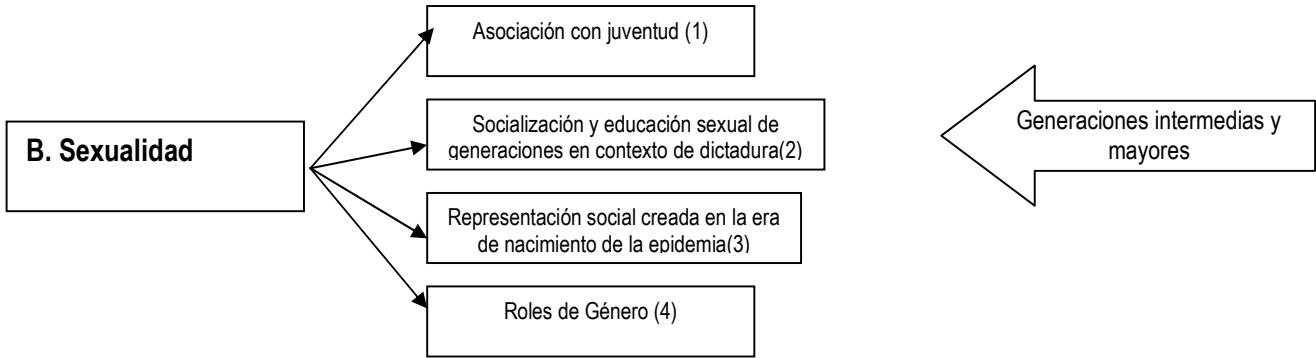 Asociación con juventud (1)
B. Sexualidad
Socialización y educación sexual de
generaciones en contexto de dictadura(2)
Representación social creada en la era
de nacimiento de la epidemia(3)
Roles de Género (4)
Generaciones intermedias y
mayores